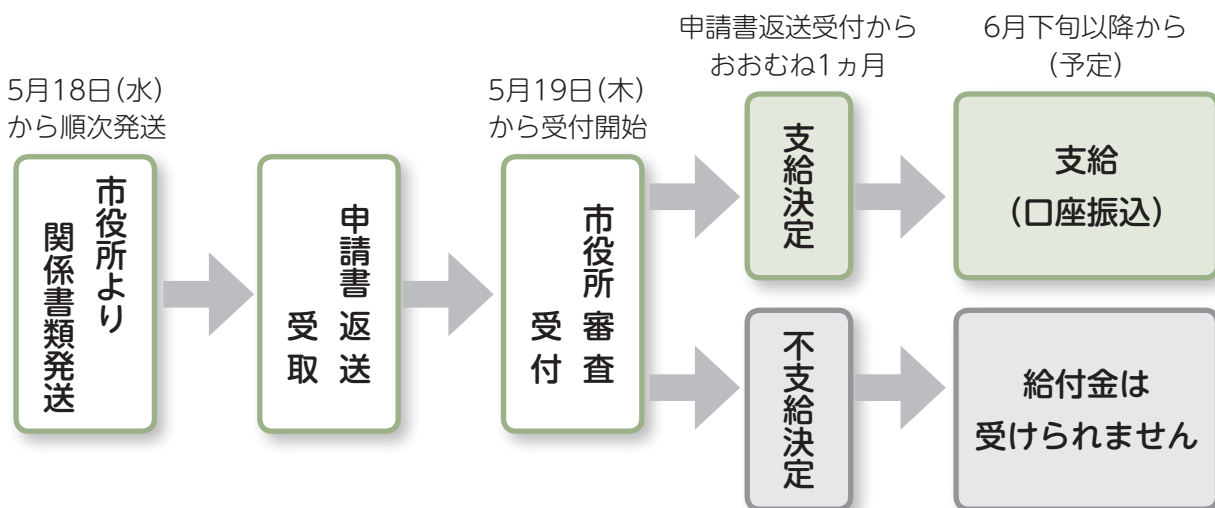 5月18日(水)
から順次発送
市役所より
関係書類発送
申請書返送
受取
5月19日(木)
から受付開始
市役所審査
受付
申請書返送受付から
おおむね1ヵ月
支給決定
6月下旬以降から
(予定)
支給
(口座振込)
不支給決定
給付金は
受けられません